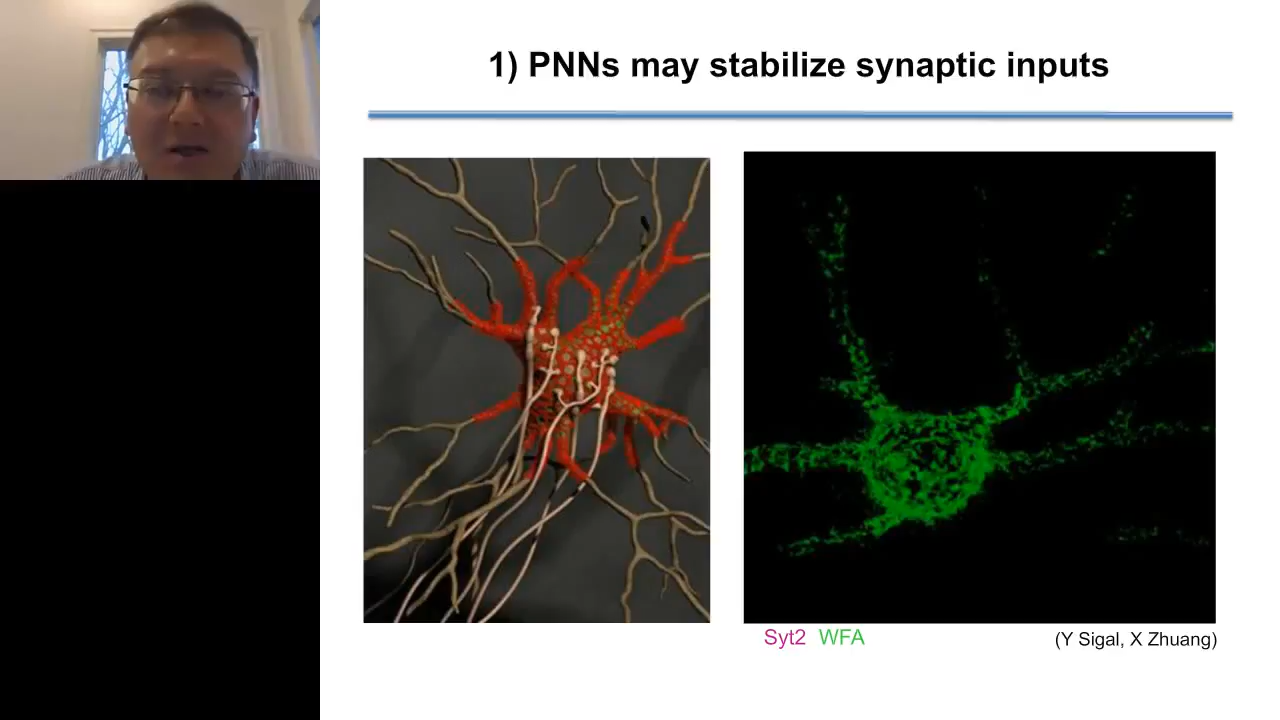 1) PNNs may stabilize synaptic inputs
Syt2 WFA
(Y Sigal, X Zhuang)